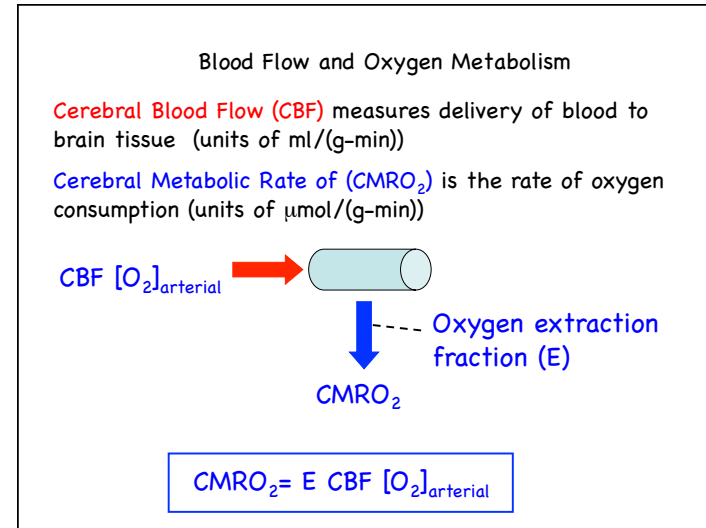 Blood Flow and Oxygen Metabolism
Cerebral Blood Flow (CBF) measures delivery of blood to
brain tissue (units of ml/(g-min))
Cerebral Metabolic Rate of (CMRO₂) is the rate of oxygen
consumption (units of μmol/(g-min))
CBF [O₂]arterial
Oxygen extraction
fraction (E)
CMRO₂
CMRO₂= E CBF [O₂]arterial